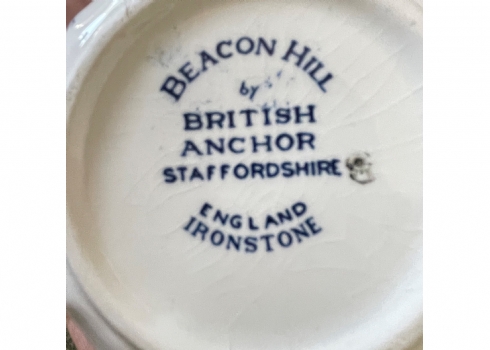 BEACON HILL
by
BRITISH
ANCHOR
STAFFORDSHIRE
ENGLAND
IRONSTONE